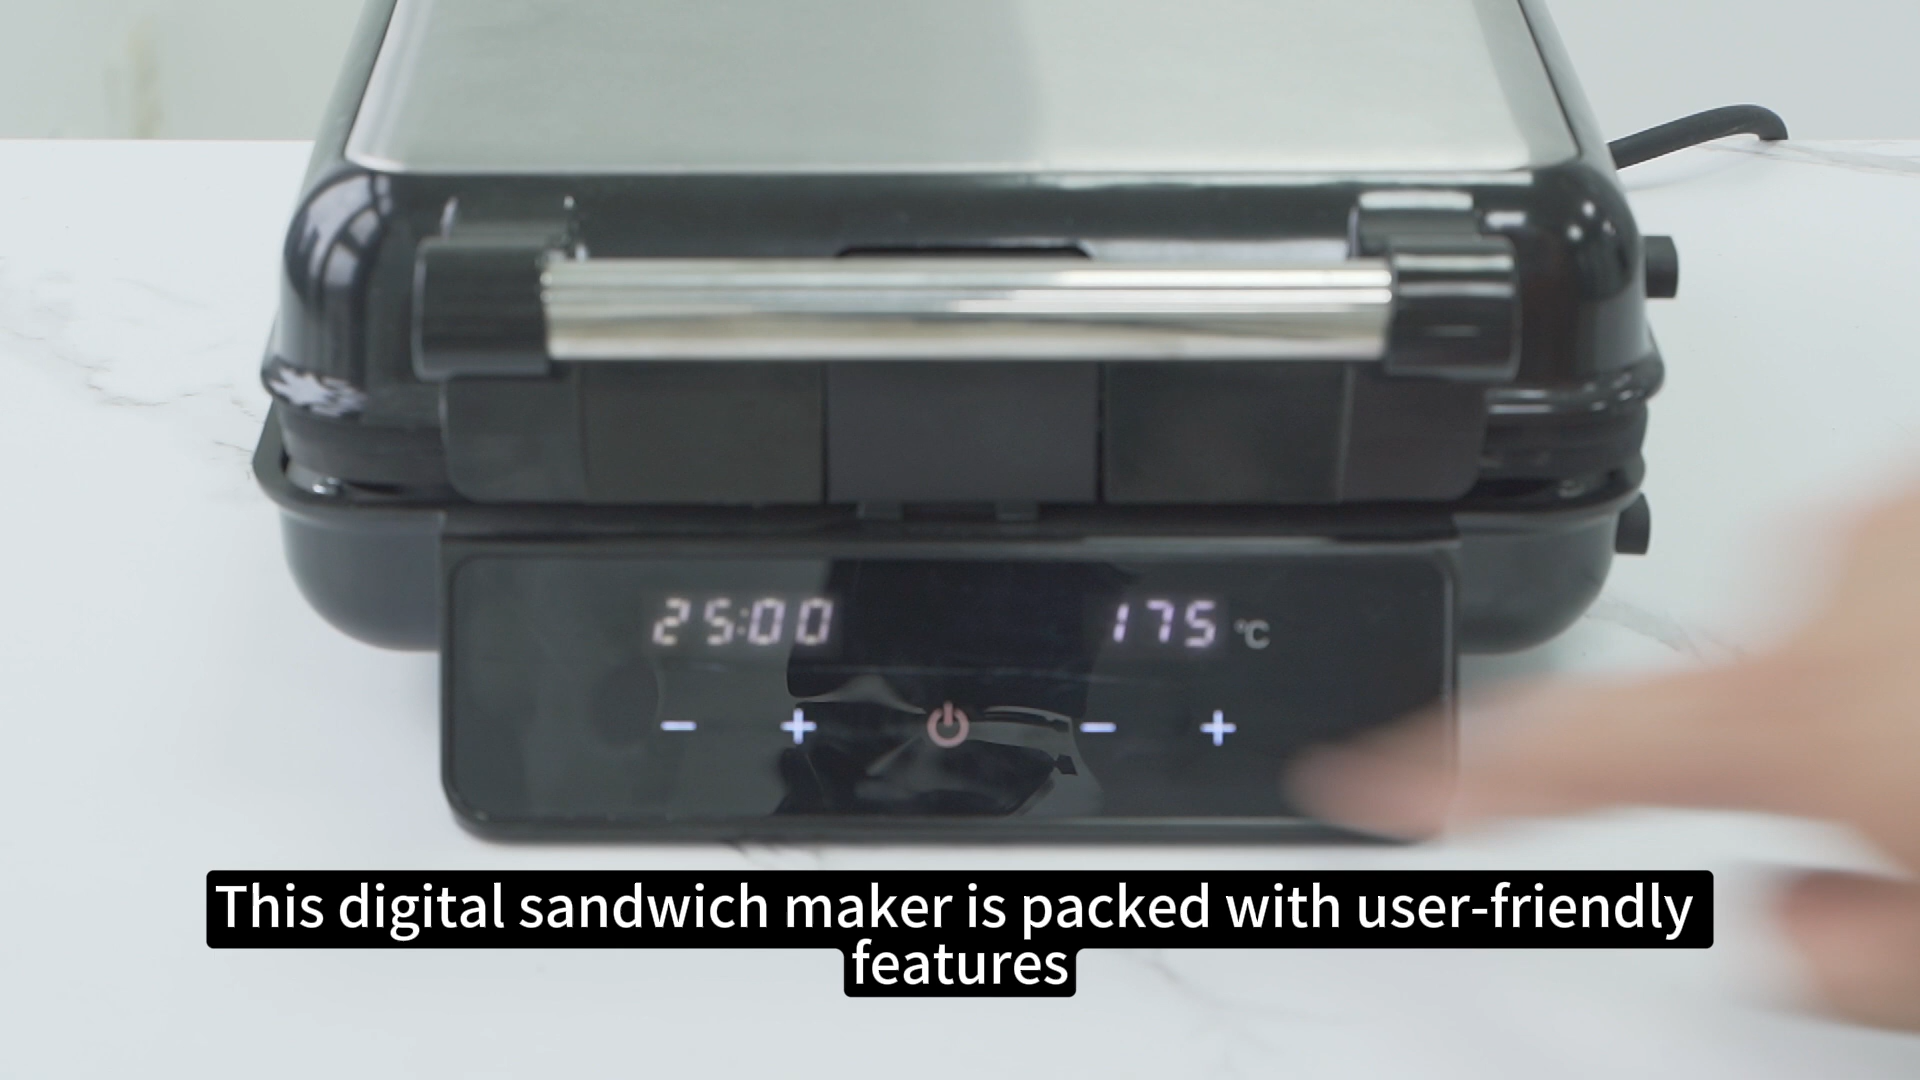 25:00 175 °C
− + − +
This digital sandwich maker is packed with user-friendly
features